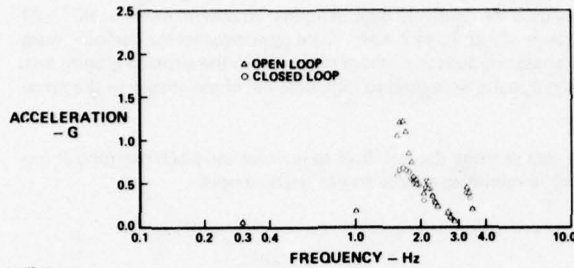 2.5
2.0
△ OPEN LOOP
○ CLOSED LOOP
1.5
ACCELERATION
– G
1.0
0.5
0.0
0.1 0.2 0.3 0.4 1.0 2.0 3.0 4.0 10.0
FREQUENCY – Hz